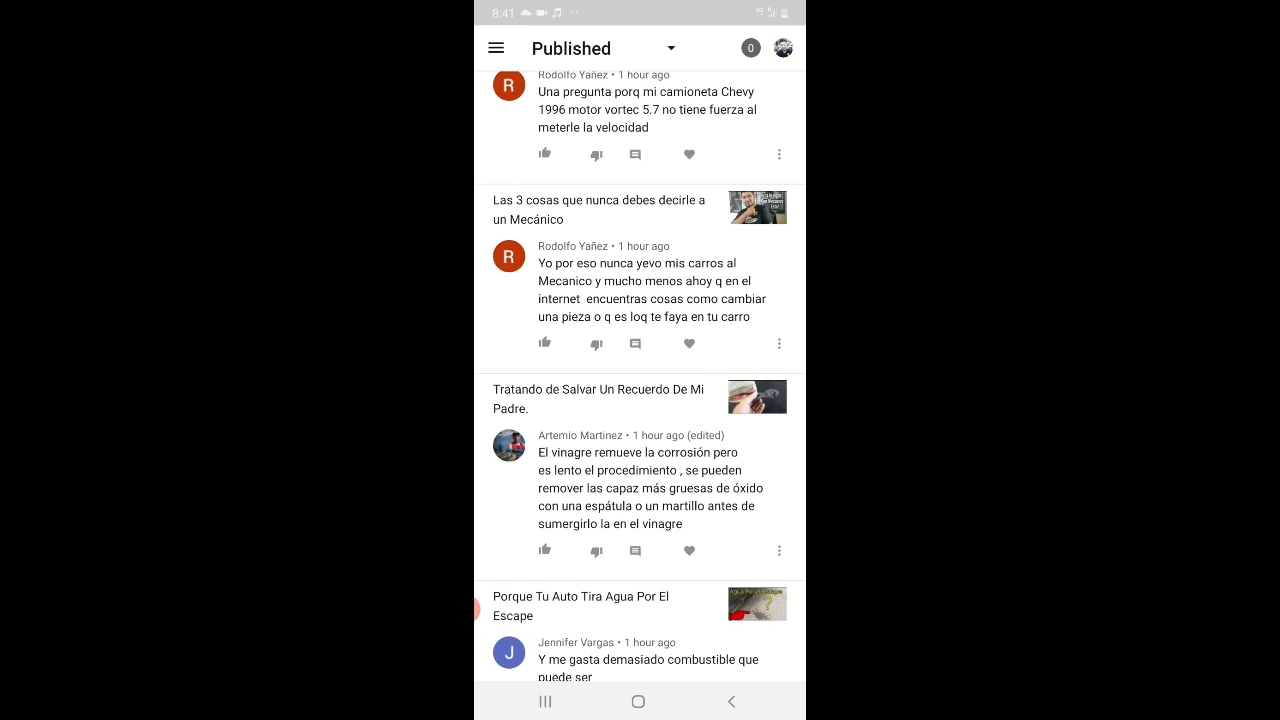 8:41
Published
0
Rodolfo Yañez • 1 hour ago
Una pregunta porq mi camioneta Chevy
1996 motor vortec 5.7 no tiene fuerza al
meterle la velocidad
Las 3 cosas que nunca debes decirle a
un Mecánico
R
Rodolfo Yañez • 1 hour ago
Yo por eso nunca yevo mis carros al
Mecanico y mucho menos ahoy q en el
internet encuentras cosas como cambiar
una pieza o q es loq te faya en tu carro
R
Tratando de Salvar Un Recuerdo De Mi
Padre.
Artemio Martinez • 1 hour ago (edited)
El vinagre remueve la corrosión pero
es lento el procedimiento , se pueden
remover las capaz más gruesas de óxido
con una espátula o un martillo antes de
sumergirlo la en el vinagre
Porque Tu Auto Tira Agua Por El
Escape
Agua Por el Escape
?
J
Jennifer Vargas • 1 hour ago
Y me gasta demasiado combustible que
puede ser